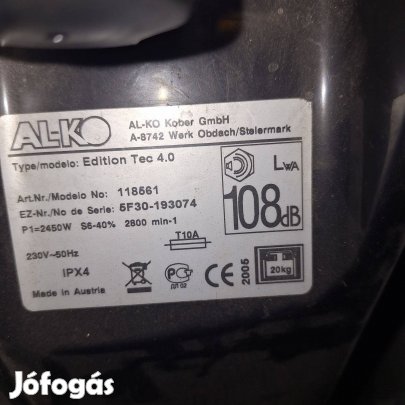 AL-KO
AL-KO Kober GmbH
A-8742 Werk Obdach/Steiermark
Type/modelo: Edition Tec 4.0
Art.Nr./Modelo No 118561
EZ-Nr./No de Serie: 5F30-193074
P1=2450W S6-40% 2800 min-1
T10A
230V~50Hz
IPX4
Made in Austria
LWA
108dB
CE
2005
20kg
Jófogás